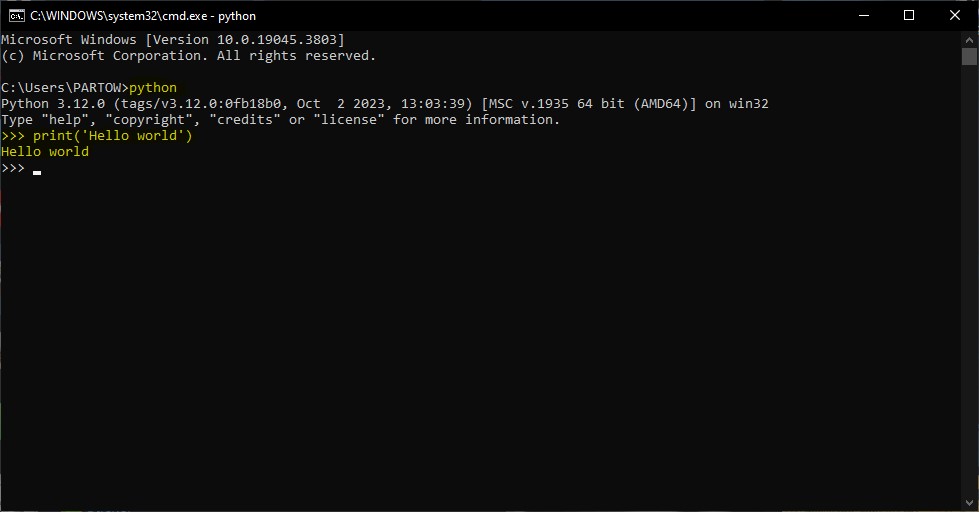 C:\WINDOWS\system32\cmd.exe - python
Microsoft Windows [Version 10.0.19045.3803]
(c) Microsoft Corporation. All rights reserved.
C:\Users\PARTOW>python
Python 3.12.0 (tags/v3.12.0:0fb18b0, Oct  2 2023, 13:03:39) [MSC v.1935 64 bit (AMD64)] on win32
Type "help", "copyright", "credits" or "license" for more information.
>>> print('Hello world')
Hello world
>>>